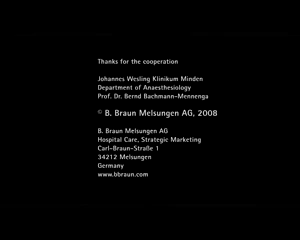 Thanks for the cooperation
Johannes Wesling Klinikum Minden
Department of Anaesthesiology
Prof. Dr. Bernd Bachmann-Mennenga
© B. Braun Melsungen AG, 2008
B. Braun Melsungen AG
Hospital Care, Strategic Marketing
Carl-Braun-Straße 1
34212 Melsungen
Germany
www.bbraun.com